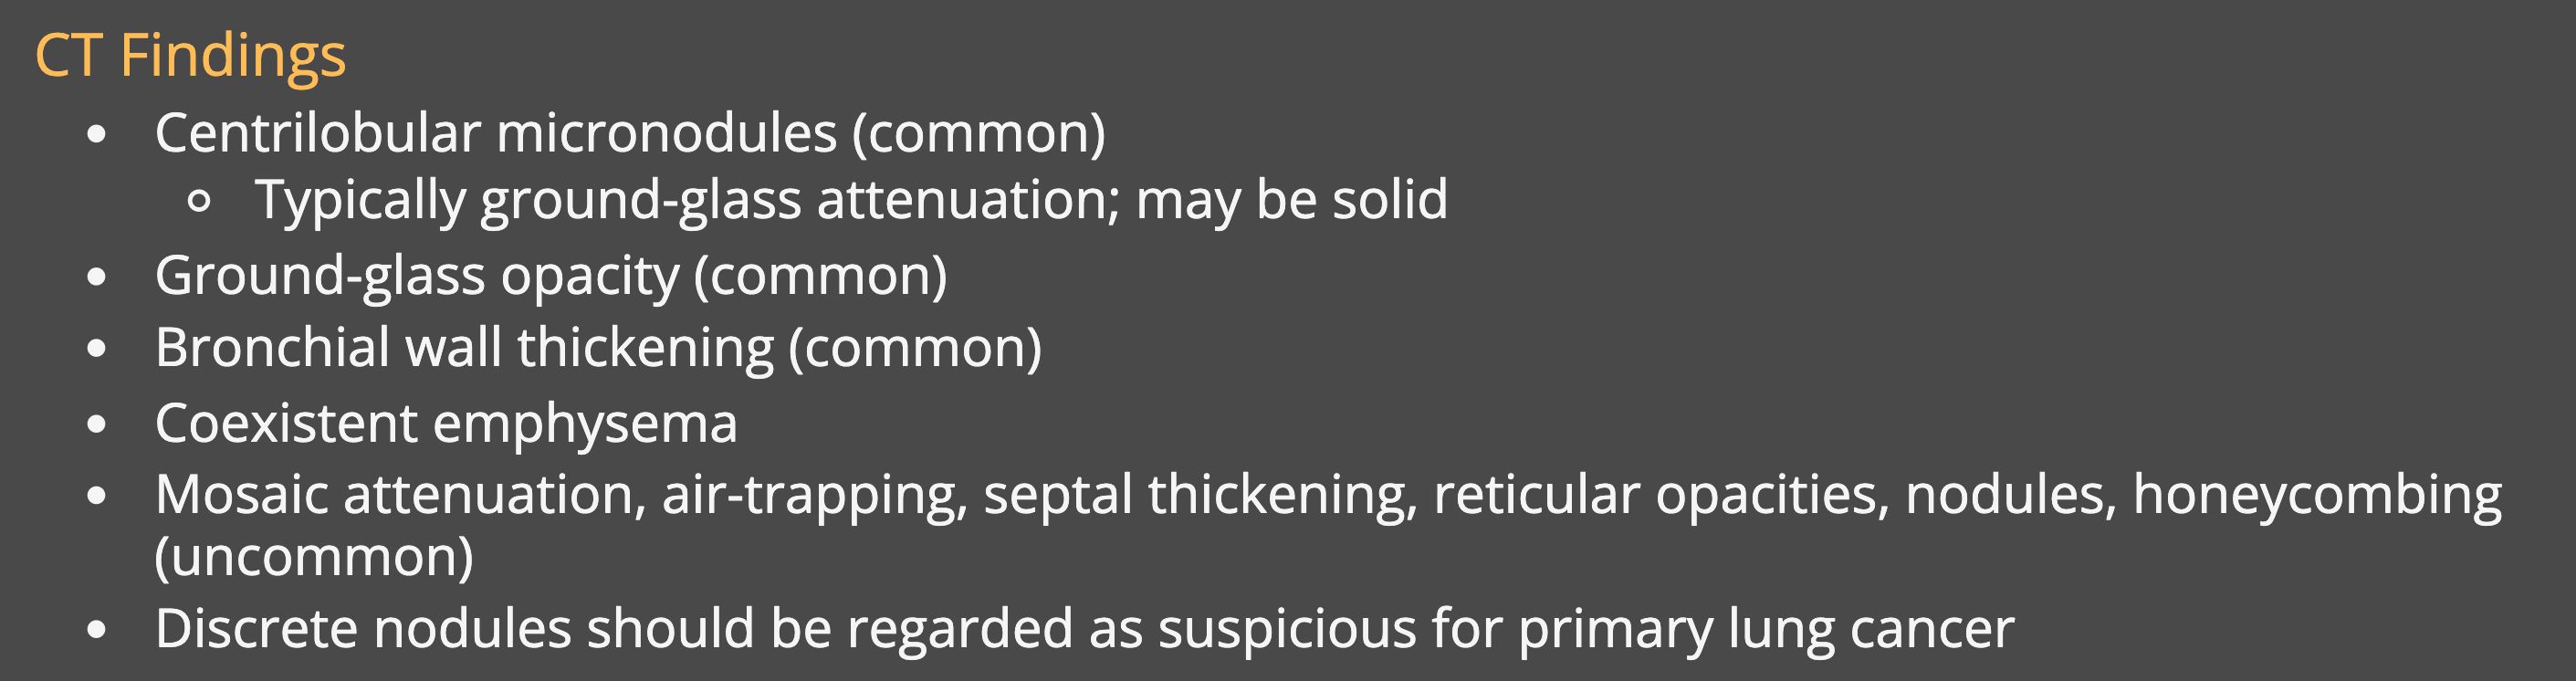 CT Findings
• Centrilobular micronodules (common)
◦ Typically ground-glass attenuation; may be solid
• Ground-glass opacity (common)
• Bronchial wall thickening (common)
• Coexistent emphysema
• Mosaic attenuation, air-trapping, septal thickening, reticular opacities, nodules, honeycombing
(uncommon)
• Discrete nodules should be regarded as suspicious for primary lung cancer